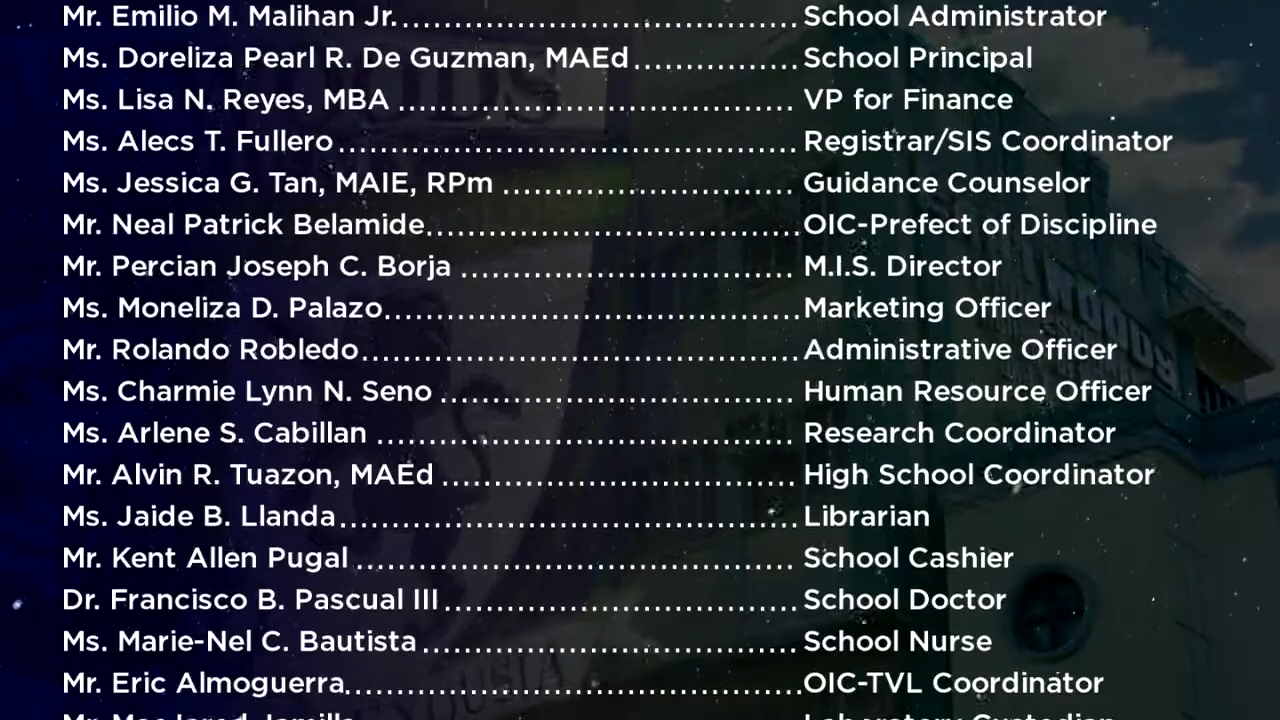 Mr. Emilio M. Malihan Jr.................................................School Administrator
Ms. Doreliza Pearl R. De Guzman, MAEd...............School Principal
Ms. Lisa N. Reyes, MBA ....................................... VP for Finance
Ms. Alecs T. Fullero.............................................. Registrar/SIS Coordinator
Ms. Jessica G. Tan, MAIE, RPm ............................. Guidance Counselor
Mr. Neal Patrick Belamide.....................................OIC-Prefect of Discipline
Mr. Percian Joseph C. Borja ................................. M.I.S. Director
Ms. Moneliza D. Palazo.........................................Marketing Officer
Mr. Rolando Robledo...........................................Administrative Officer
Ms. Charmie Lynn N. Seno ................................... Human Resource Officer
Ms. Arlene S. Cabillan ......................................... Research Coordinator
Mr. Alvin R. Tuazon, MAEd ................................... High School Coordinator
Ms. Jaide B. Llanda.............................................Librarian
Mr. Kent Allen Pugal ........................................... School Cashier
Dr. Francisco B. Pascual III...................................School Doctor
Ms. Marie-Nel C. Bautista ..................................... School Nurse
Mr. Eric Almoguerra.............................................OIC-TVL Coordinator